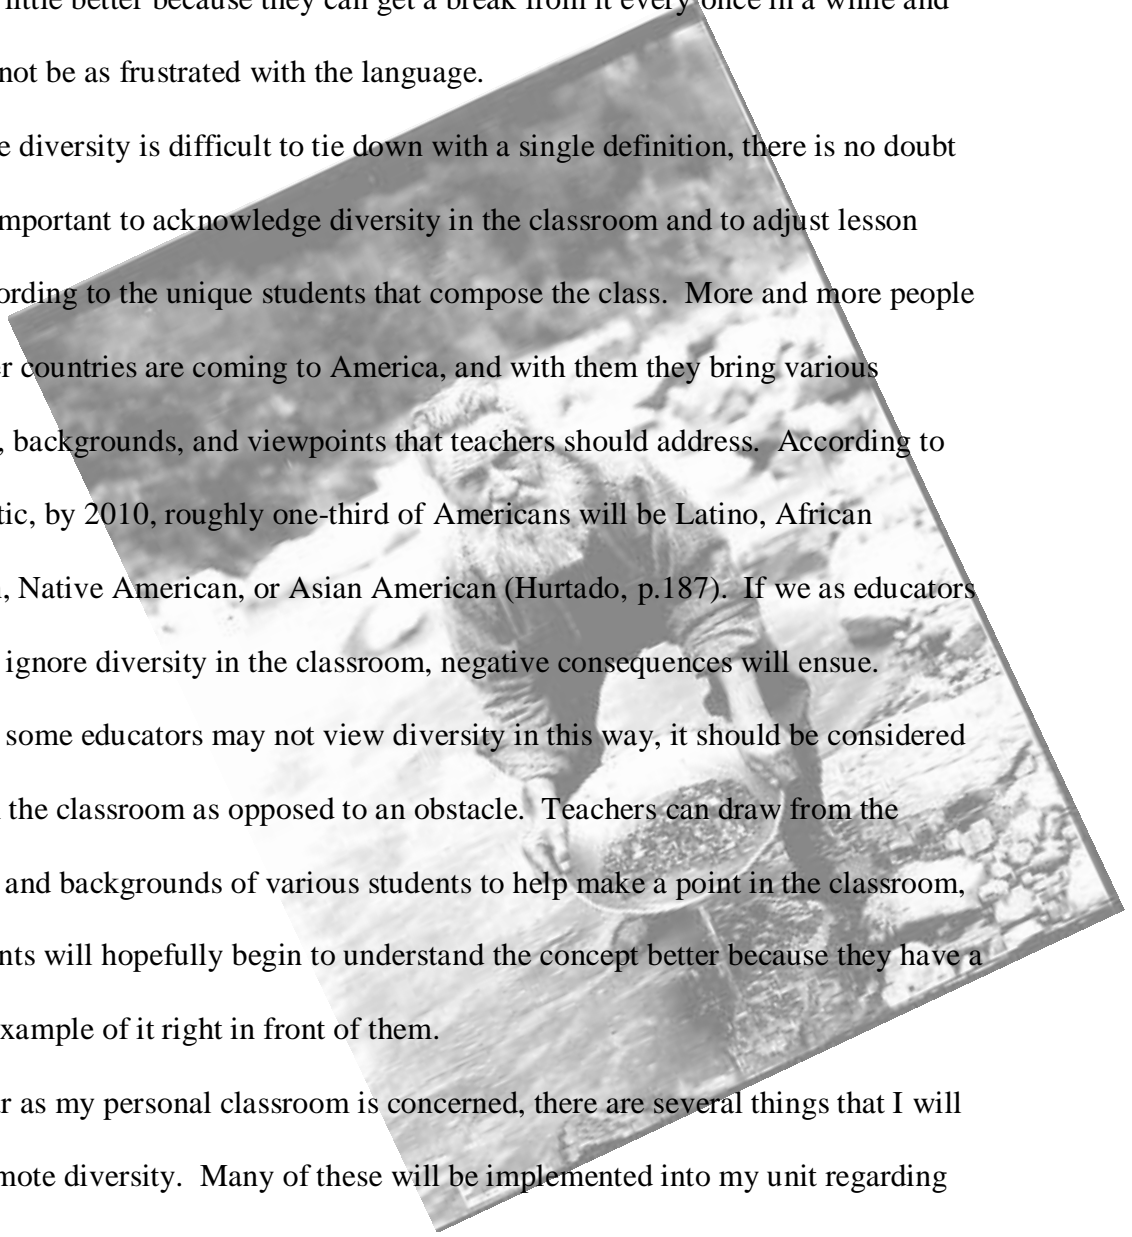 little better because they can get a break from it every once in a while and
not be as frustrated with the language.
e diversity is difficult to tie down with a single definition, there is no doubt
mportant to acknowledge diversity in the classroom and to adjust lesson
ording to the unique students that compose the class.  More and more people
r countries are coming to America, and with them they bring various
, backgrounds, and viewpoints that teachers should address.  According to
tic, by 2010, roughly one-third of Americans will be Latino, African
, Native American, or Asian American (Hurtado, p.187).  If we as educators
ignore diversity in the classroom, negative consequences will ensue.
some educators may not view diversity in this way, it should be considered
the classroom as opposed to an obstacle.  Teachers can draw from the
and backgrounds of various students to help make a point in the classroom,
nts will hopefully begin to understand the concept better because they have a
xample of it right in front of them.
r as my personal classroom is concerned, there are several things that I will
mote diversity.  Many of these will be implemented into my unit regarding